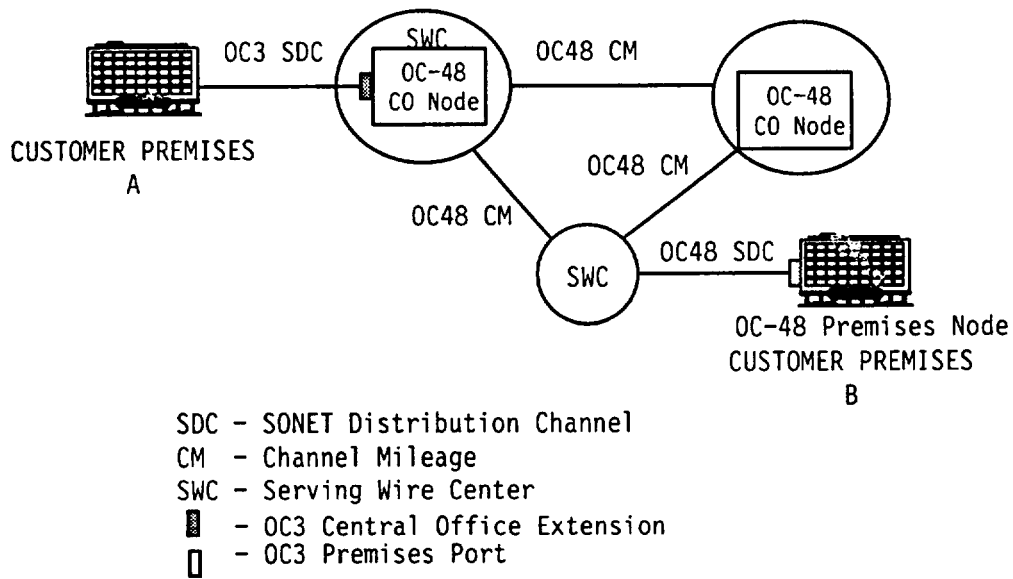 OC3 SDC
SWC
OC-48
CO Node
OC48 CM
OC-48
CO Node
CUSTOMER PREMISES
A
OC48 CM
OC48 CM
SWC
OC48 SDC
OC-48 Premises Node
CUSTOMER PREMISES
B
SDC - SONET Distribution Channel
CM - Channel Mileage
SWC - Serving Wire Center
- OC3 Central Office Extension
- OC3 Premises Port